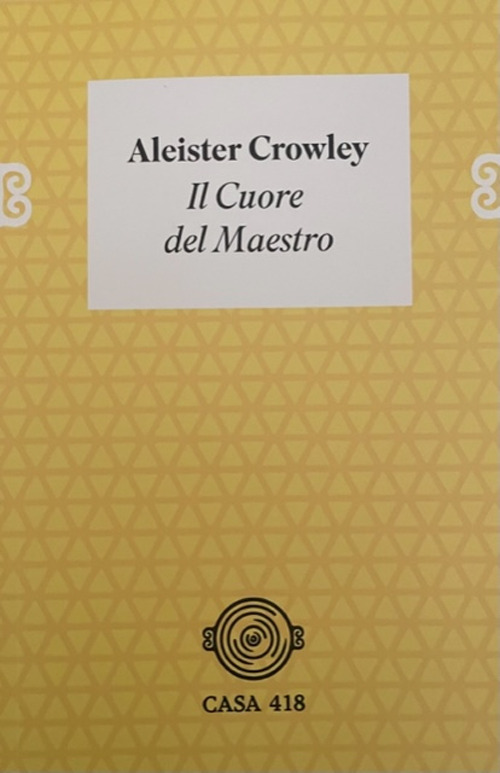 Aleister Crowley
Il Cuore
del Maestro
CASA 418